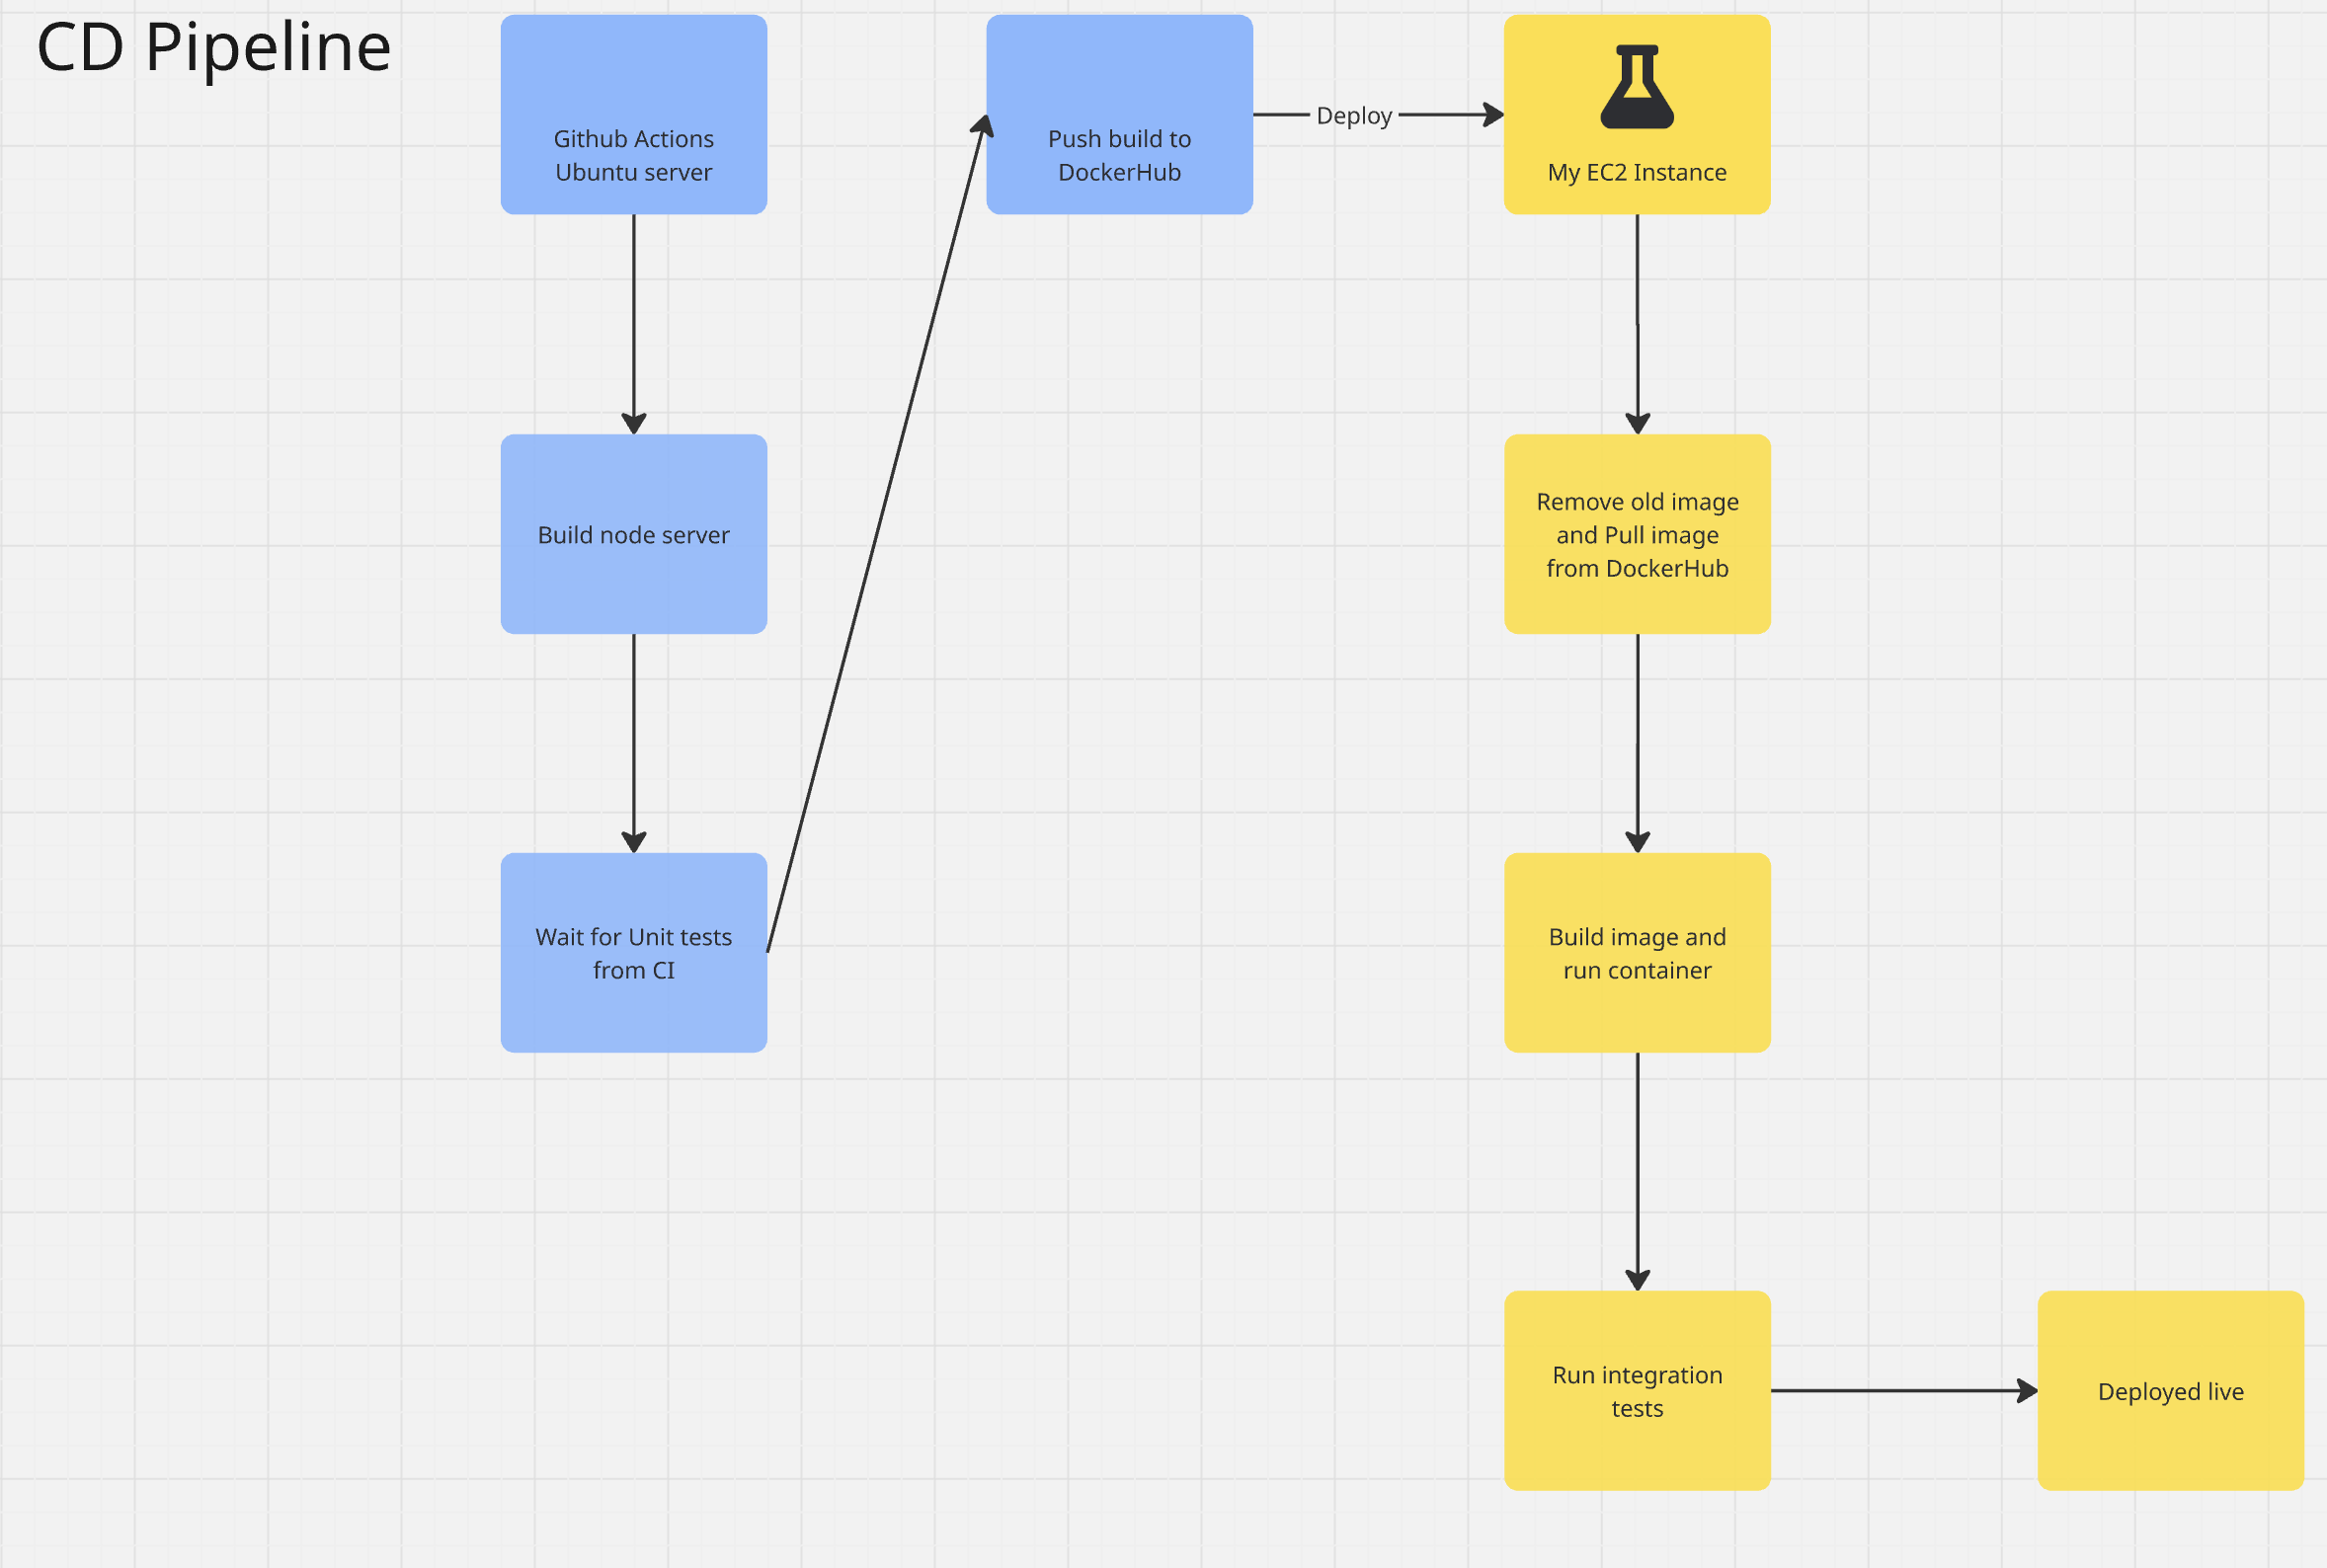 CD Pipeline
Github Actions
Ubuntu server
Build node server
Wait for Unit tests
from CI
Push build to
DockerHub
Deploy
My EC2 Instance
Remove old image
and Pull image
from DockerHub
Build image and
run container
Run integration
tests
Deployed live